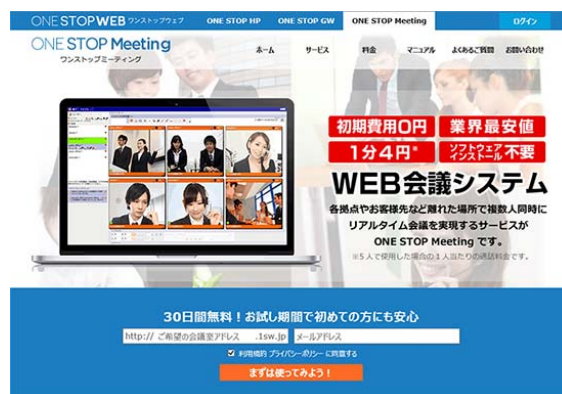 ONE STOP WEB ワンストップウェブ
ONE STOP HP
ONE STOP GW
ONE STOP Meeting
ログイン
ONE STOP Meeting
ワンストップミーティング
ホーム
サービス
料金
マニュアル
よくあるご質問
お問い合わせ
初期費用0円
業界最安値
1分4円*
ソフトウェア
インストール 不要
WEB会議システム
各拠点やお客様先など離れた場所で複数人同時に
リアルタイム会議を実現するサービスが
ONE STOP Meeting です。
※5人で使用した場合の1人当たりの通話料金です。
30日間無料！お試し期間で初めての方にも安心
http:// ご希望の会議室アドレス .1sw.jp
メールアドレス
利用規約 プライバシーポリシー に同意する
まずは使ってみよう！